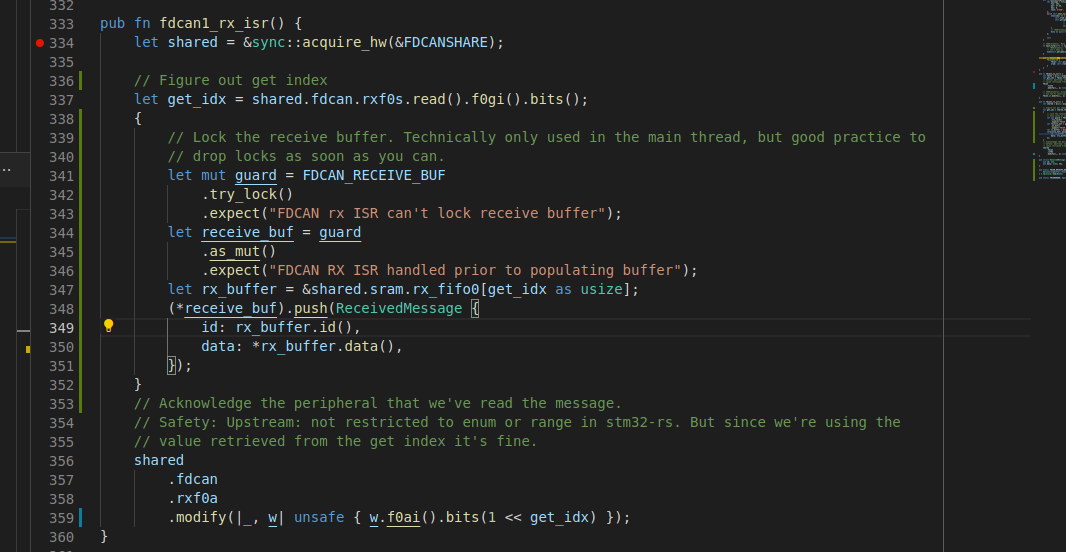 332
333 pub fn fdcan1_rx_isr() {
334     let shared = &sync::acquire_hw(&FDCANSHARE);
335
336     // Figure out get index
337     let get_idx = shared.fdcan.rxf0s.read().f0gi().bits();
338     {
339         // Lock the receive buffer. Technically only used in the main thread, but good practice to
340         // drop locks as soon as you can.
341         let mut guard = FDCAN_RECEIVE_BUF
342             .try_lock()
343             .expect("FDCAN rx ISR can't lock receive buffer");
344         let receive_buf = guard
345             .as_mut()
346             .expect("FDCAN RX ISR handled prior to populating buffer");
347         let rx_buffer = &shared.sram.rx_fifo0[get_idx as usize];
348         (*receive_buf).push(ReceivedMessage {
349             id: rx_buffer.id(),
350             data: *rx_buffer.data(),
351         });
352     }
353     // Acknowledge the peripheral that we've read the message.
354     // Safety: Upstream: not restricted to enum or range in stm32-rs. But since we're using the
355     // value retrieved from the get index it's fine.
356     shared
357         .fdcan
358         .rxf0a
359         .modify(|_, w| unsafe { w.f0ai().bits(1 << get_idx) });
360 }